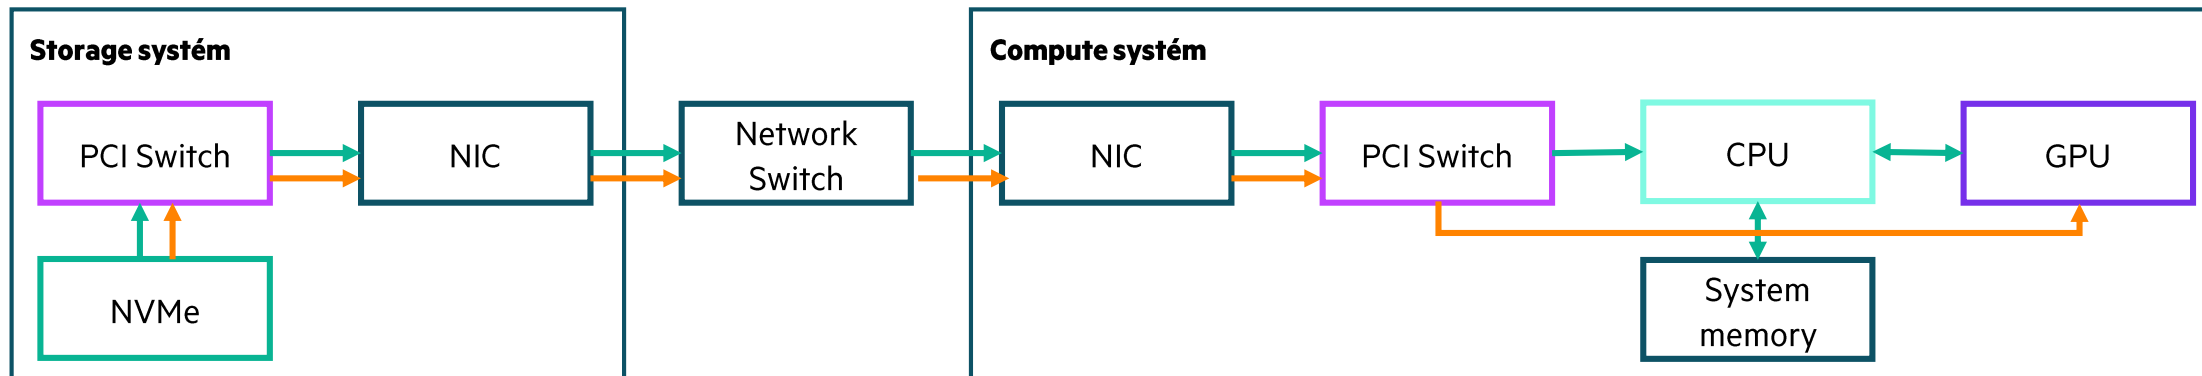 Storage systém
Compute systém
PCI Switch
NIC
Network
Switch
NIC
PCI Switch
CPU
GPU
NVMe
System
memory